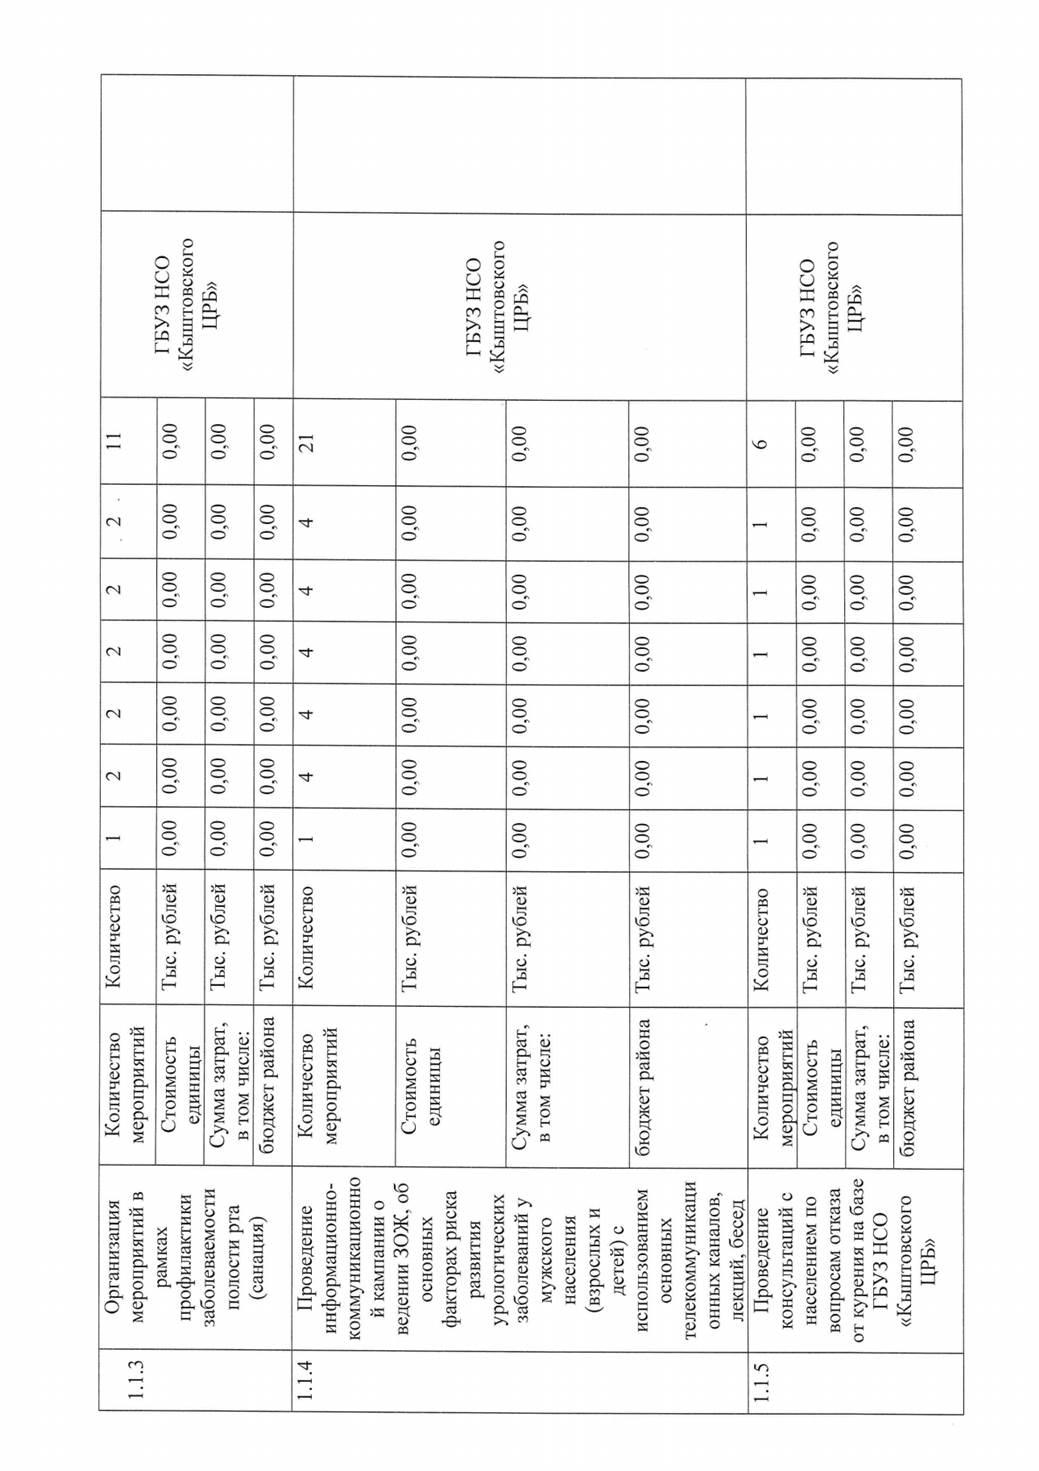 1.1.3
Организация
мероприятий в
рамках
профилактики
заболеваемости
полости рта
(санация)
Количество
мероприятий
Количество
1
2
2
2
2
2
11
ГБУЗ НСО
«Кыштовского
ЦРБ»
Стоимость
единицы
Тыс. рублей
0,00
0,00
0,00
0,00
0,00
0,00
0,00
Сумма затрат,
в том числе:
Тыс. рублей
0,00
0,00
0,00
0,00
0,00
0,00
0,00
бюджет района
Тыс. рублей
0,00
0,00
0,00
0,00
0,00
0,00
0,00
1.1.4
Проведение
информационно-
коммуникационно
й кампании о
ведении ЗОЖ, об
основных
факторах риска
развития
урологических
заболеваний у
мужского
населения
(взрослых и
детей) с
использованием
основных
телекоммуникаци
онных каналов,
лекций, бесед
Количество
мероприятий
Количество
1
4
4
4
4
4
21
ГБУЗ НСО
«Кыштовского
ЦРБ»
Стоимость
единицы
Тыс. рублей
0,00
0,00
0,00
0,00
0,00
0,00
0,00
Сумма затрат,
в том числе:
Тыс. рублей
0,00
0,00
0,00
0,00
0,00
0,00
0,00
бюджет района
Тыс. рублей
0,00
0,00
0,00
0,00
0,00
0,00
0,00
1.1.5
Проведение
консультаций с
населением по
вопросам отказа
от курения на базе
ГБУЗ НСО
«Кыштовского
ЦРБ»
Количество
мероприятий
Количество
1
1
1
1
1
1
6
ГБУЗ НСО
«Кыштовского
ЦРБ»
Стоимость
единицы
Тыс. рублей
0,00
0,00
0,00
0,00
0,00
0,00
0,00
Сумма затрат,
в том числе:
Тыс. рублей
0,00
0,00
0,00
0,00
0,00
0,00
0,00
бюджет района
Тыс. рублей
0,00
0,00
0,00
0,00
0,00
0,00
0,00